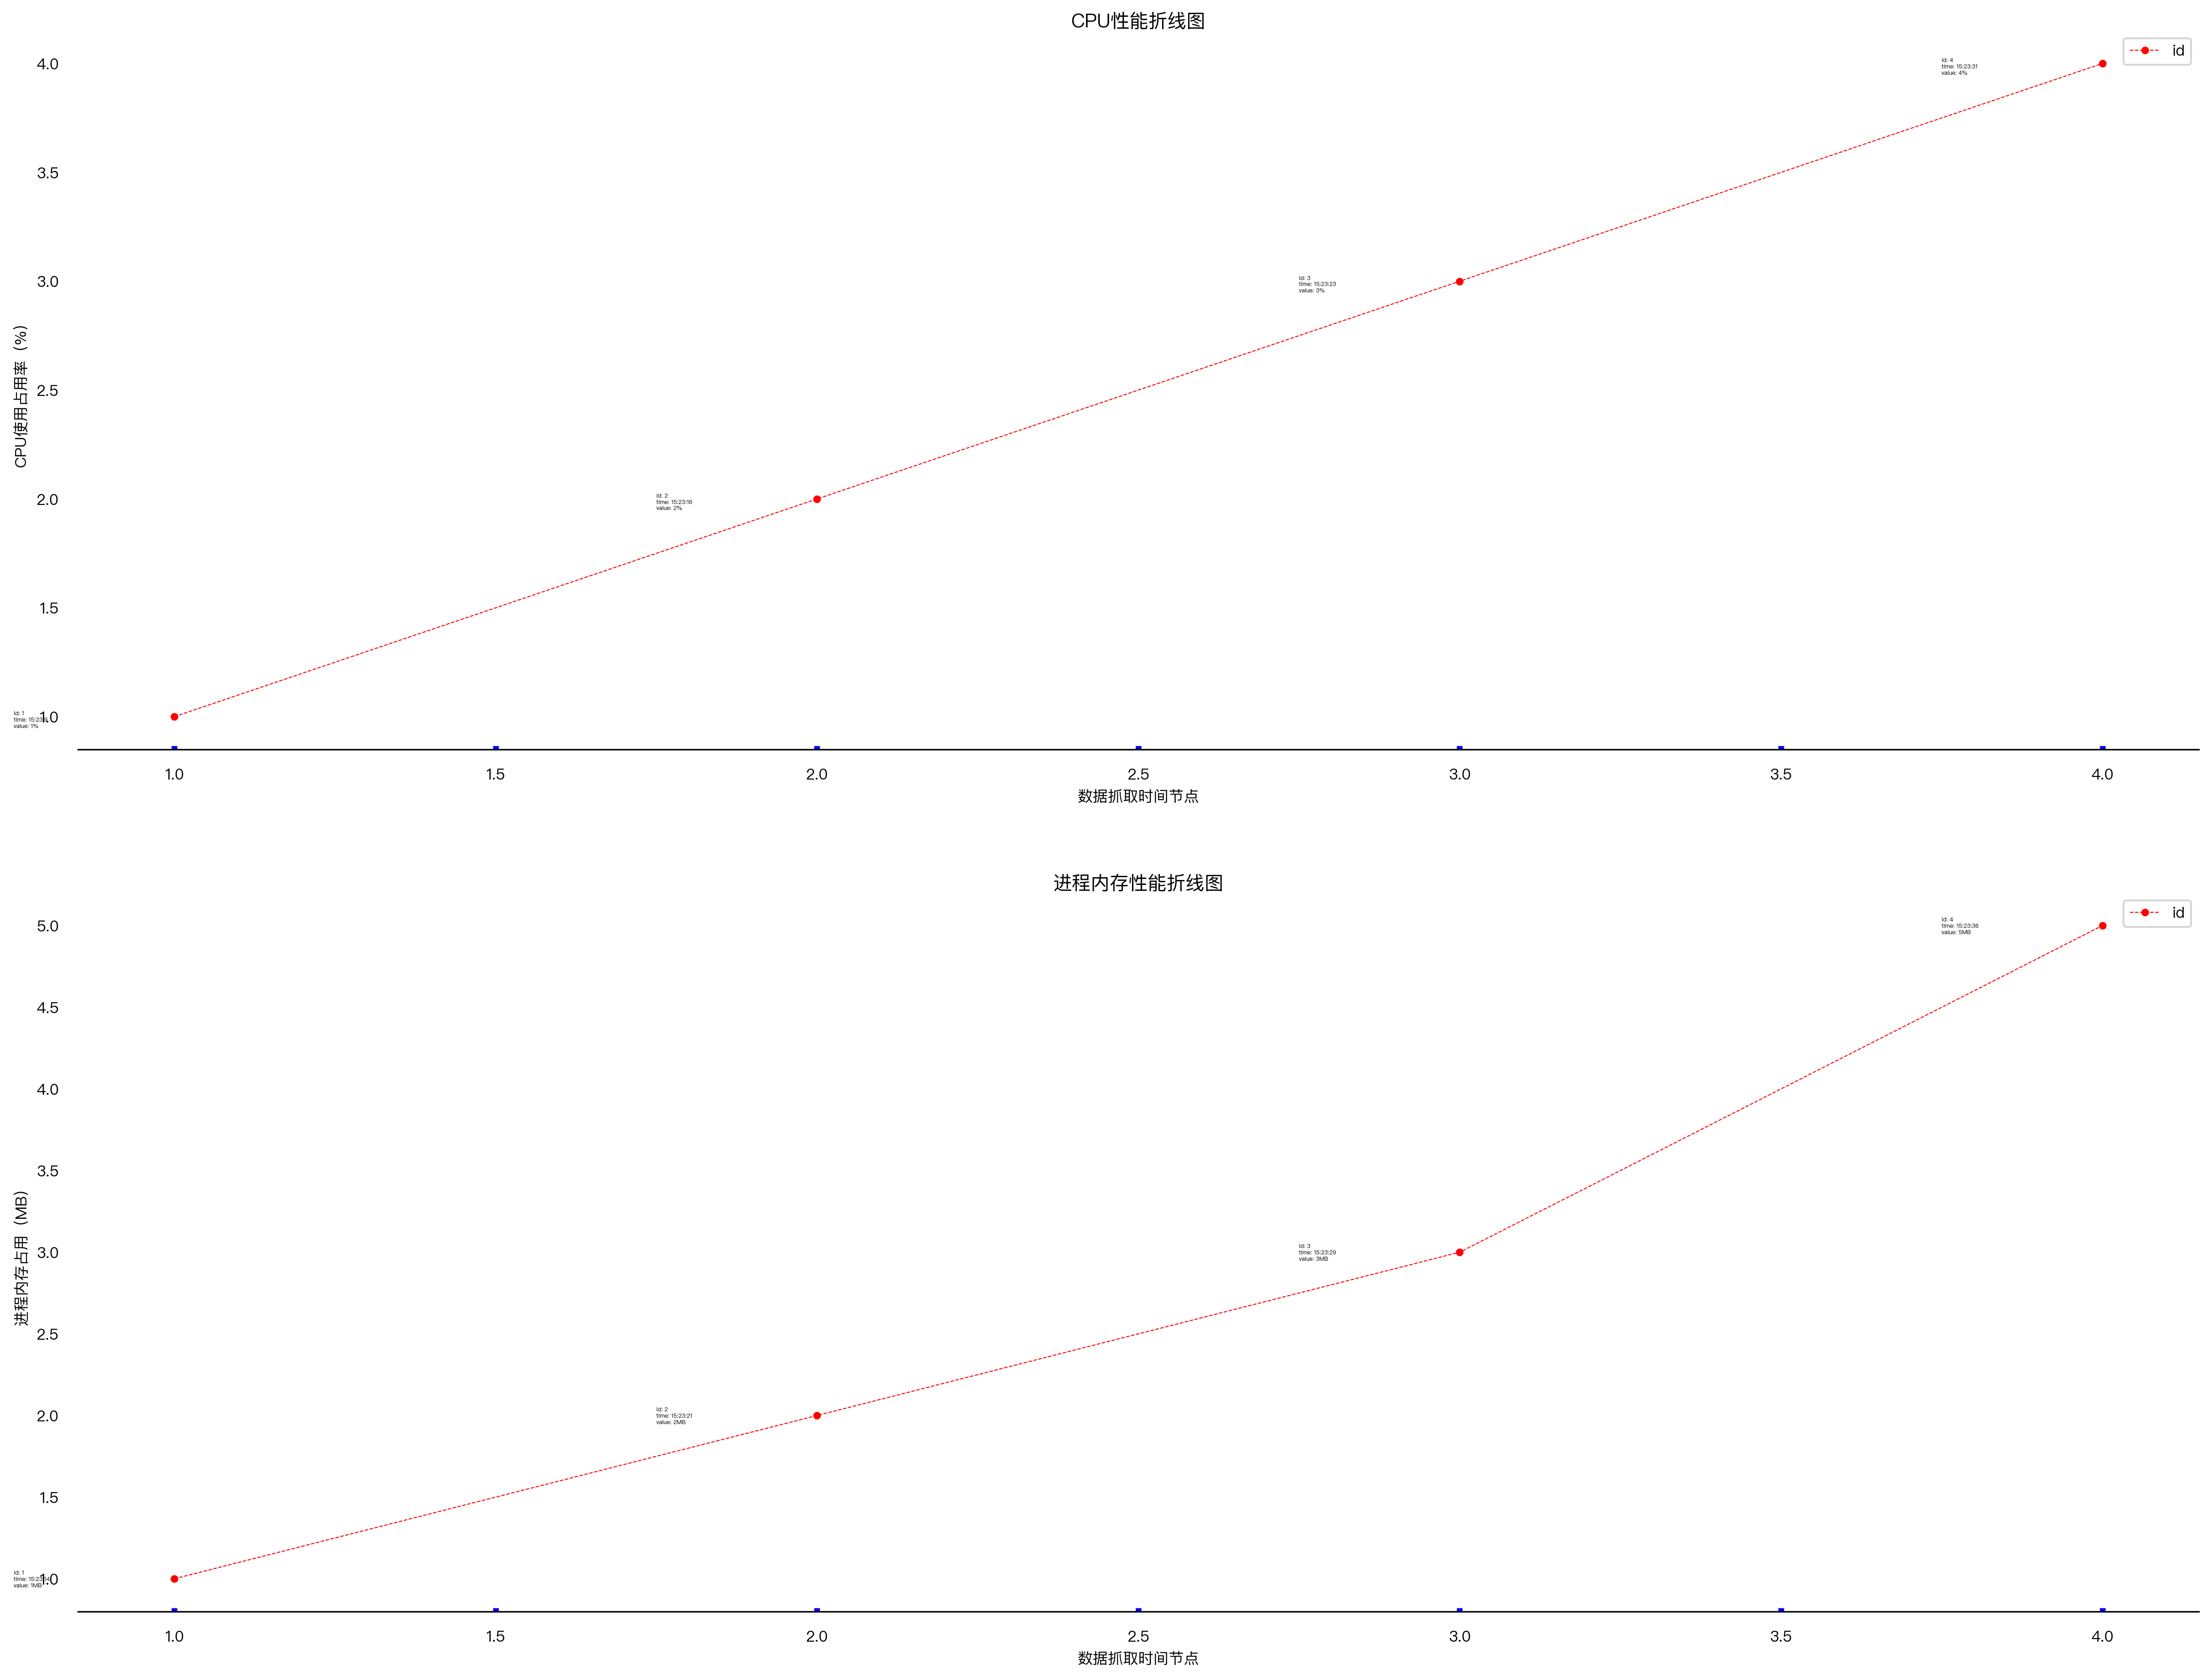 CPU性能折线图
id
4.0
3.5
3.0
2.5
2.0
1.5
1.0
CPU使用占用率（%）
id: 4
time: 15:23:31
value: 4%
id: 3
time: 15:23:23
value: 3%
id: 2
time: 15:23:16
value: 2%
id: 1
time:
value: 1%
1.0 1.5 2.0 2.5 3.0 3.5 4.0
数据抓取时间节点
进程内存性能折线图
id
5.0
4.5
4.0
3.5
3.0
2.5
2.0
1.5
1.0
进程内存占用（MB）
id: 4
time: 15:23:36
value: 5MB
id: 3
time: 15:23:29
value: 3MB
id: 2
time: 15:23:21
value: 2MB
id: 1
time:
value: 1MB
1.0 1.5 2.0 2.5 3.0 3.5 4.0
数据抓取时间节点